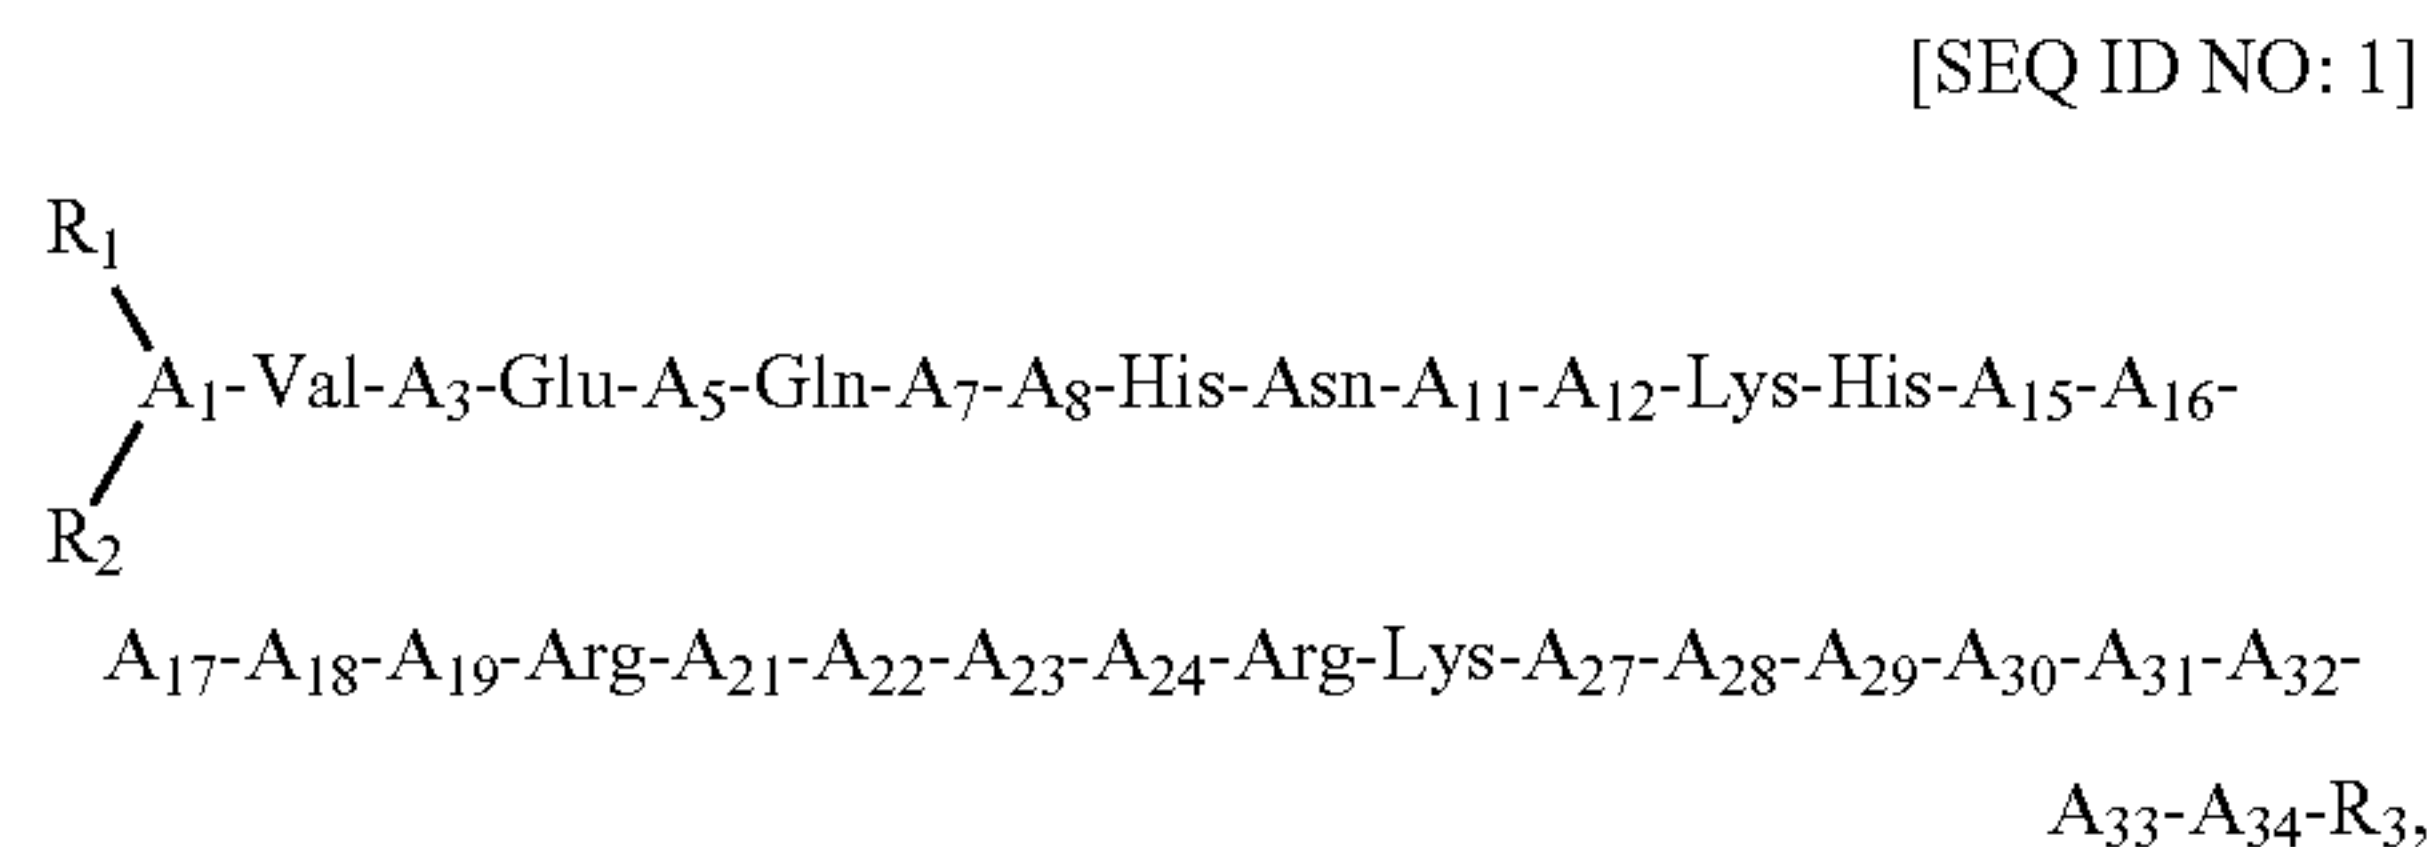 [SEQ ID NO: 1]
R₁
A₁-Val-A₃-Glu-A₅-Gln-A₇-A₈-His-Asn-A₁₁-A₁₂-Lys-His-A₁₅-A₁₆-
R₂
A₁₇-A₁₈-A₁₉-Arg-A₂₁-A₂₂-A₂₃-A₂₄-Arg-Lys-A₂₇-A₂₈-A₂₉-A₃₀-A₃₁-A₃₂-
A₃₃-A₃₄-R₃,